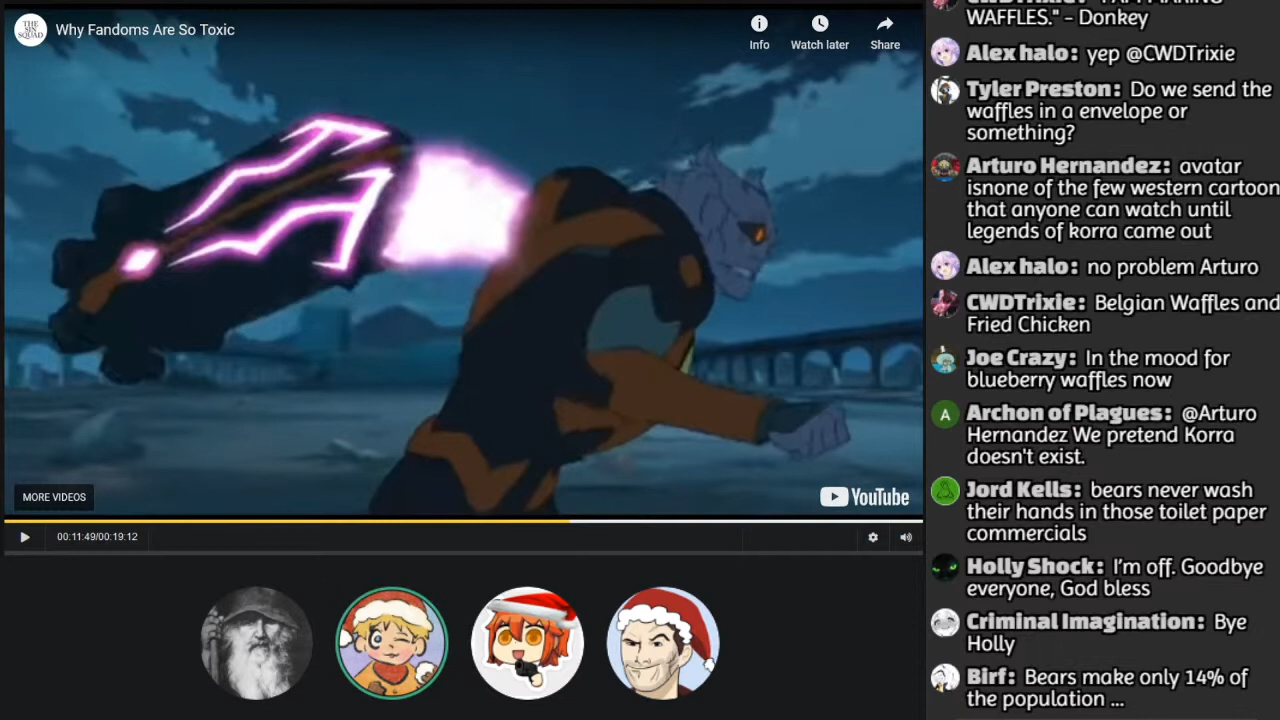 THE SIN SQUAD
Why Fandoms Are So Toxic
Info
Watch later
Share
MORE VIDEOS
YouTube
00:11:49/00:19:12
WAFFLES." - Donkey
Alex halo: yep @CWDTrixie
Tyler Preston: Do we send the
waffles in a envelope or
something?
Arturo Hernandez: avatar
isnone of the few western cartoon
that anyone can watch until
legends of korra came out
Alex halo: no problem Arturo
CWDTrixie: Belgian Waffles and
Fried Chicken
Joe Crazy: In the mood for
blueberry waffles now
A
Archon of Plagues: @Arturo
Hernandez We pretend Korra
doesn't exist.
Jord Kells: bears never wash
their hands in those toilet paper
commercials
Holly Shock: I'm off. Goodbye
everyone, God bless
Criminal Imagination: Bye
Holly
Birf: Bears make only 14% of
the population ...